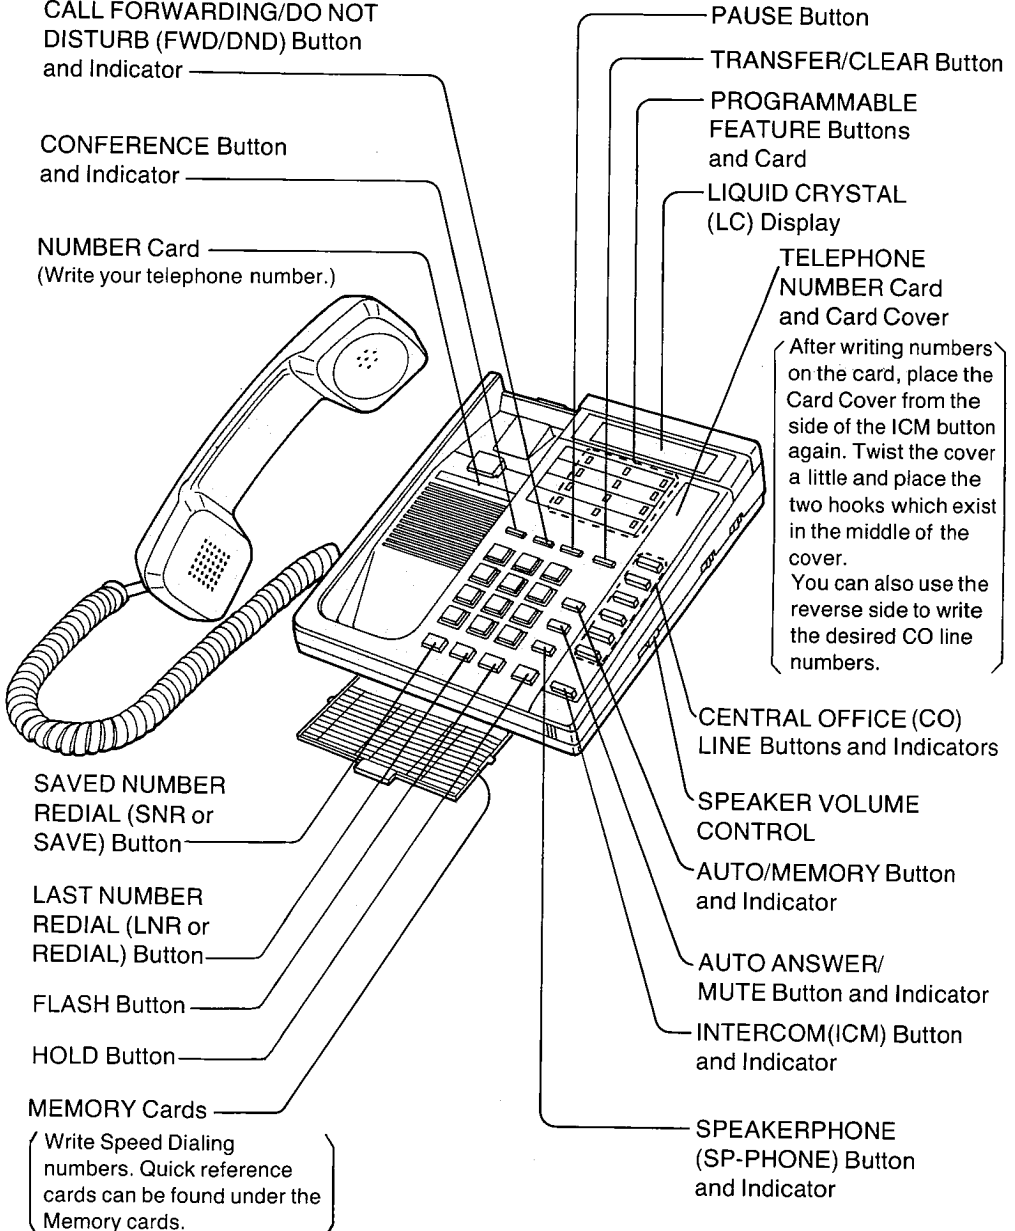 CALL FORWARDING/DO NOT
DISTURB (FWD/DND) Button
and Indicator
CONFERENCE Button
and Indicator
NUMBER Card
(Write your telephone number.)
PAUSE Button
TRANSFER/CLEAR Button
PROGRAMMABLE
FEATURE Buttons
and Card
LIQUID CRYSTAL
(LC) Display
TELEPHONE
NUMBER Card
and Card Cover
After writing numbers
on the card, place the
Card Cover from the
side of the ICM button
again. Twist the cover
a little and place the
two hooks which exist
in the middle of the
cover.
You can also use the
reverse side to write
the desired CO line
numbers.
CENTRAL OFFICE (CO)
LINE Buttons and Indicators
SPEAKER VOLUME
CONTROL
AUTO/MEMORY Button
and Indicator
AUTO ANSWER/
MUTE Button and Indicator
INTERCOM(ICM) Button
and Indicator
SPEAKERPHONE
(SP-PHONE) Button
and Indicator
SAVED NUMBER
REDIAL (SNR or
SAVE) Button
LAST NUMBER
REDIAL (LNR or
REDIAL) Button
FLASH Button
HOLD Button
MEMORY Cards
Write Speed Dialing
numbers. Quick reference
cards can be found under the
Memory cards.